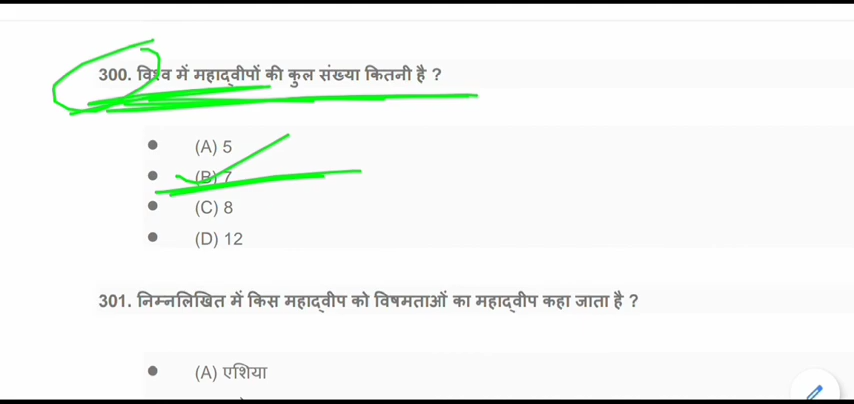 300. विश्व में महाद्वीपों की कुल संख्या कितनी है ?
(A) 5
(B) 7
(C) 8
(D) 12
301. निम्नलिखित में किस महाद्वीप को विषमताओं का महाद्वीप कहा जाता है ?
(A) एशिया